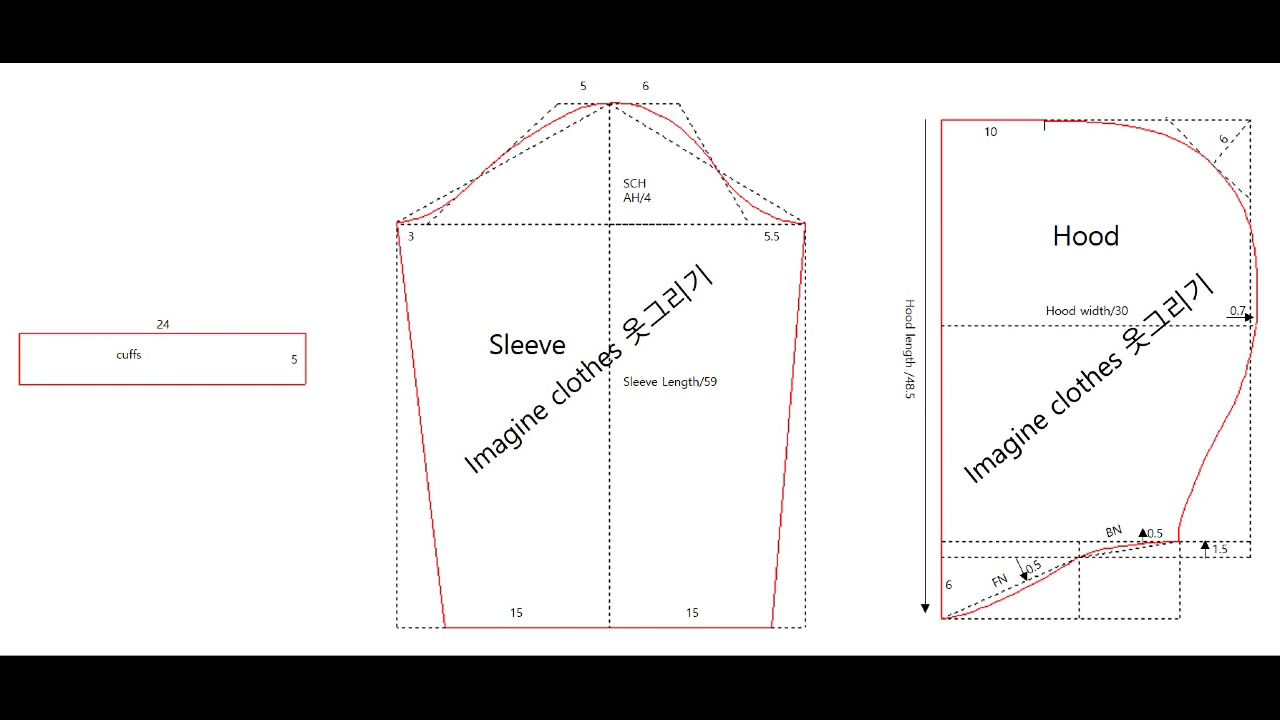 24
cuffs
5
5
6
SCH
AH/4
3
5.5
Sleeve
Imagine clothes 옷그리기
Sleeve Length/59
15
15
10
6
Hood
Hood width/30
0.7
Hood length /48.5
Imagine clothes 옷그리기
BN
0.5
1.5
FN
0.5
6